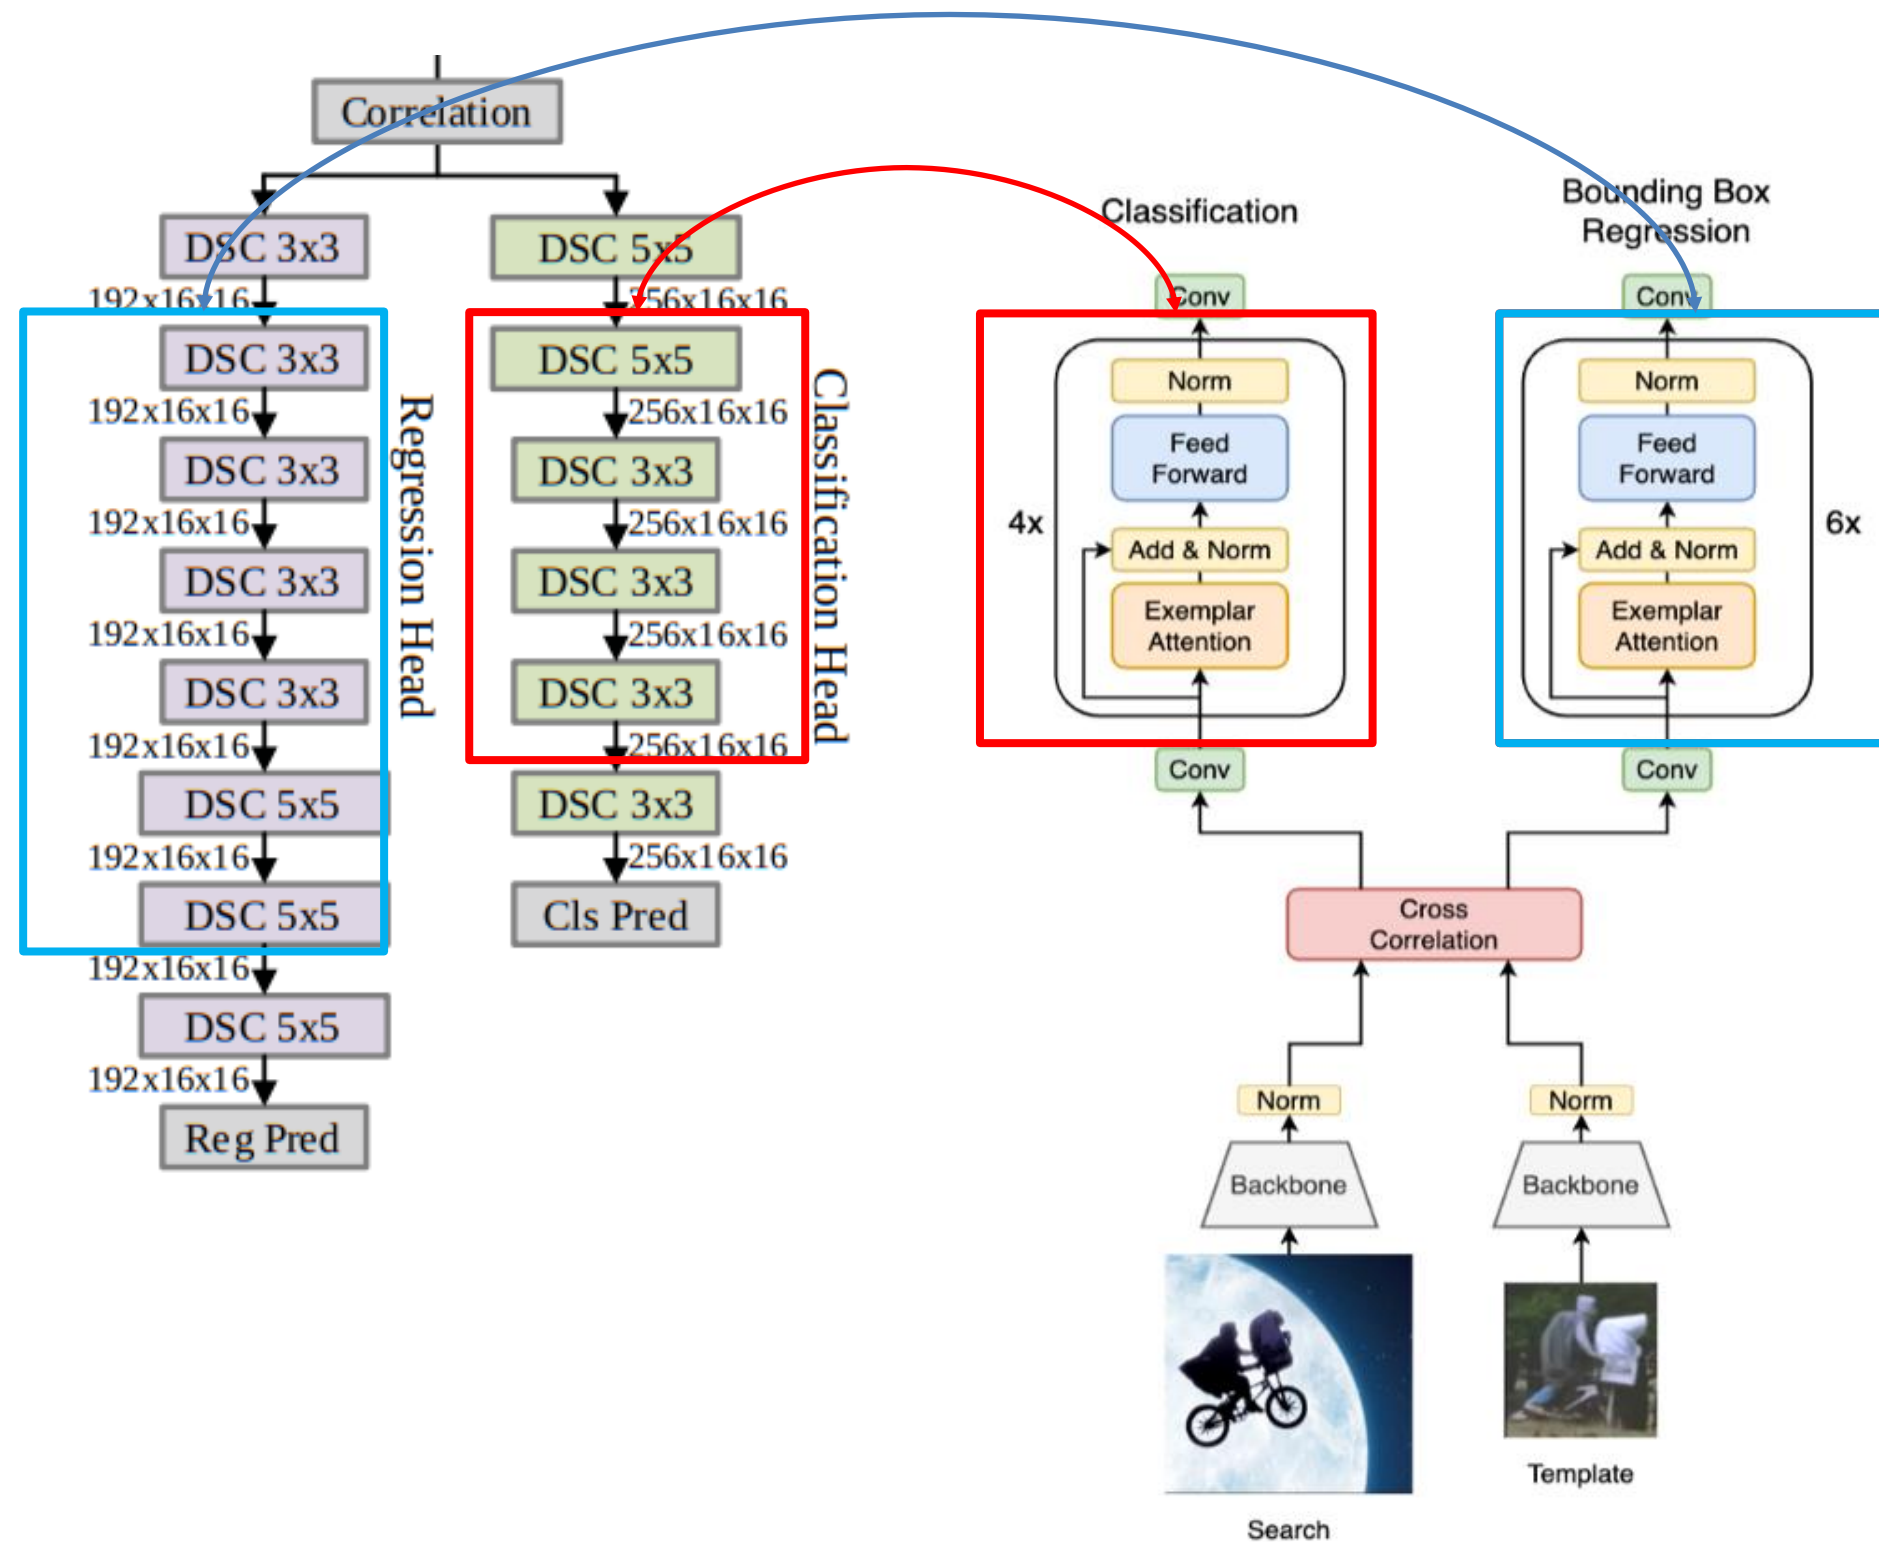 Correlation
DSC 3x3
192x16x16
DSC 3x3
192x16x16
DSC 3x3
192x16x16
DSC 3x3
192x16x16
DSC 3x3
192x16x16
DSC 5x5
192x16x16
DSC 5x5
192x16x16
DSC 5x5
192x16x16
Reg Pred
Regression Head
DSC 5x5
256x16x16
DSC 5x5
256x16x16
DSC 3x3
256x16x16
DSC 3x3
256x16x16
DSC 3x3
256x16x16
DSC 3x3
256x16x16
Cls Pred
Classification Head
Classification
Conv
Norm
Feed
Forward
4x
Add & Norm
Exemplar
Attention
Conv
Bounding Box
Regression
Conv
Norm
Feed
Forward
6x
Add & Norm
Exemplar
Attention
Conv
Cross
Correlation
Norm
Norm
Backbone
Backbone
Template
Search